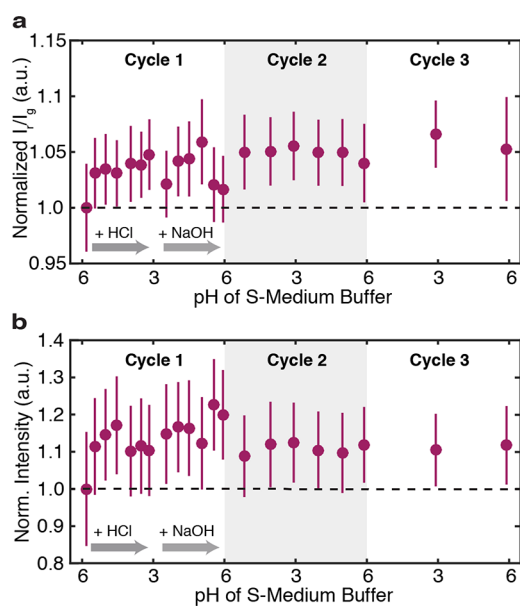 a
Normalized Ir/Ig (a.u.)
1.15
1.10
1.05
1.0
0.95
Cycle 1
Cycle 2
Cycle 3
+ HCl
+ NaOH
6
3
6
3
6
3
6
pH of S-Medium Buffer
b
Norm. Intensity (a.u.)
1.4
1.3
1.2
1.1
1.0
0.9
0.8
Cycle 1
Cycle 2
Cycle 3
+ HCl
+ NaOH
6
3
6
3
6
3
6
pH of S-Medium Buffer